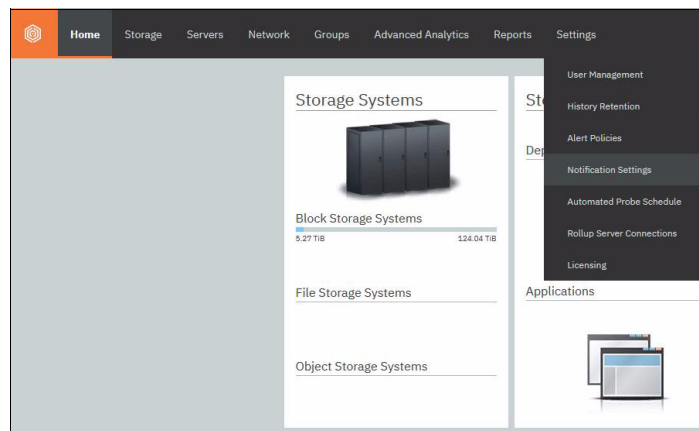 Home Storage Servers Network Groups Advanced Analytics Reports Settings
User Management
History Retention
Alert Policies
Notification Settings
Automated Probe Schedule
Rollup Server Connections
Licensing
Storage Systems
Block Storage Systems
5.27 TiB 124.04 TiB
File Storage Systems
Object Storage Systems
St
Dep
Applications